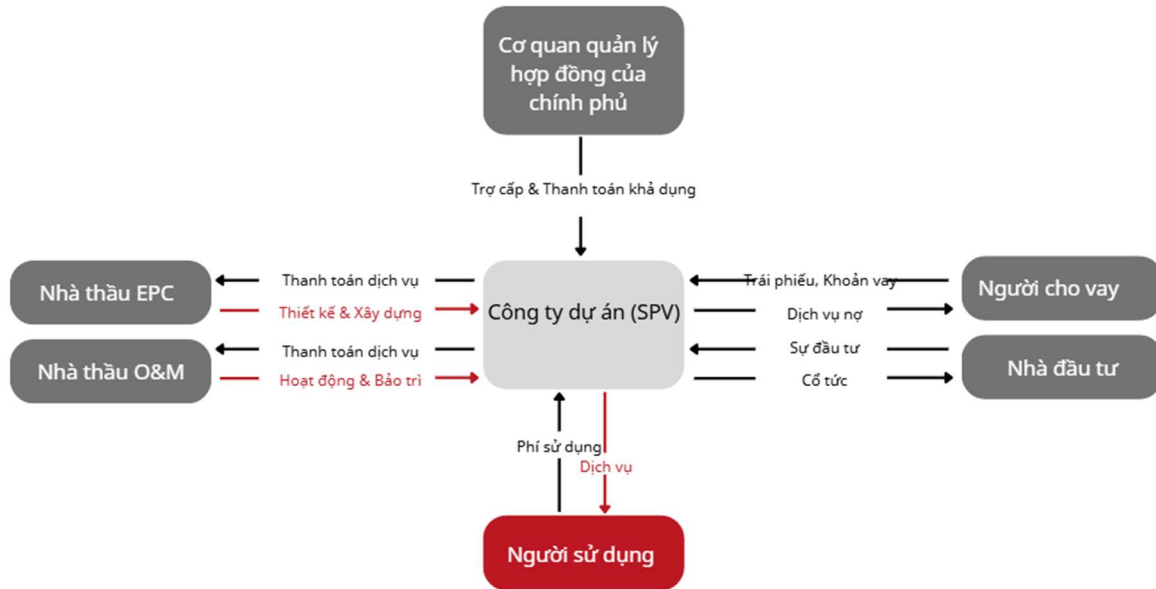 Cơ quan quản lý
hợp đồng của
chính phủ
Trợ cấp & Thanh toán khả dụng
Nhà thầu EPC
Thanh toán dịch vụ
Thiết kế & Xây dựng
Nhà thầu O&M
Thanh toán dịch vụ
Hoạt động & Bảo trì
Công ty dự án (SPV)
Trái phiếu, Khoản vay
Dịch vụ nợ
Người cho vay
Sự đầu tư
Cổ tức
Nhà đầu tư
Phí sử dụng
Dịch vụ
Người sử dụng